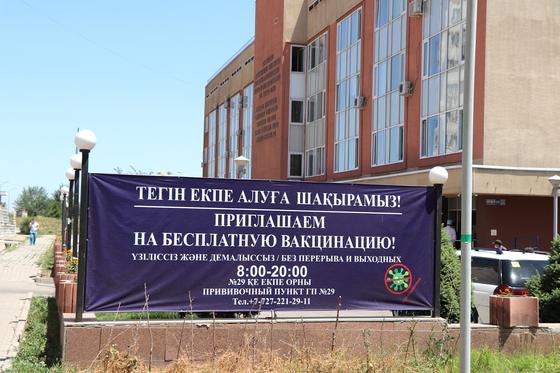 ТЕГІН ЕКПЕ АЛУҒА ШАҚЫРАМЫЗ!
ПРИГЛАШАЕМ
НА БЕСПЛАТНУЮ ВАКЦИНАЦИЮ!
ҮЗІЛІССІЗ ЖӘНЕ ДЕМАЛЫССЫЗ / БЕЗ ПЕРЕРЫВА И ВЫХОДНЫХ
8:00-20:00
№29 ҚЕ ЕКПЕ ОРНЫ
ПРИВИВОЧНЫЙ ПУНКТ ГП №29
Тел.+7-727-221-29-11